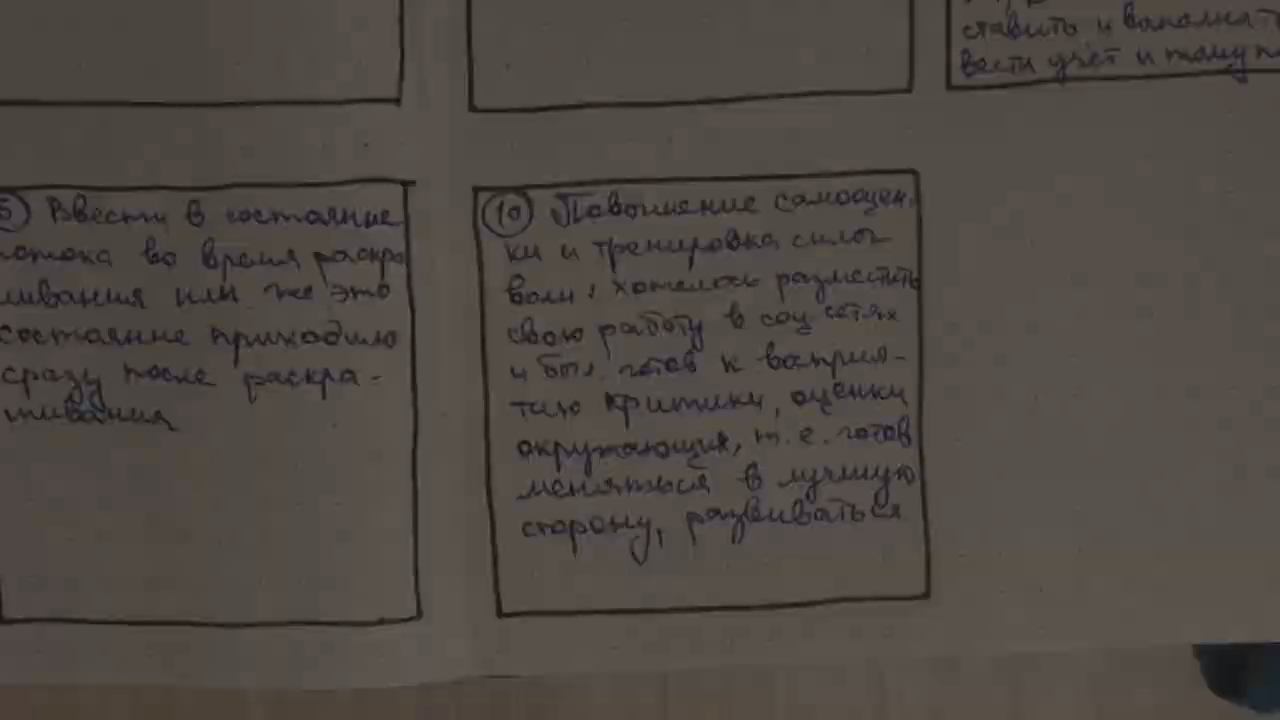 ставить и выполнять
вести учёт и тому п
5) Ввести в состояние
потока во время раскра
шивания или же это
состояние приходило
сразу после раскра-
шивания
10) Повышение самооцен-
ки и тренировка силы
воли: хотелось разместить
свою работу в соц сетях
и был готов к восприя-
тию критики, оценки
окружающих, т.е. готов
меняться в лучшую
сторону, развиваться